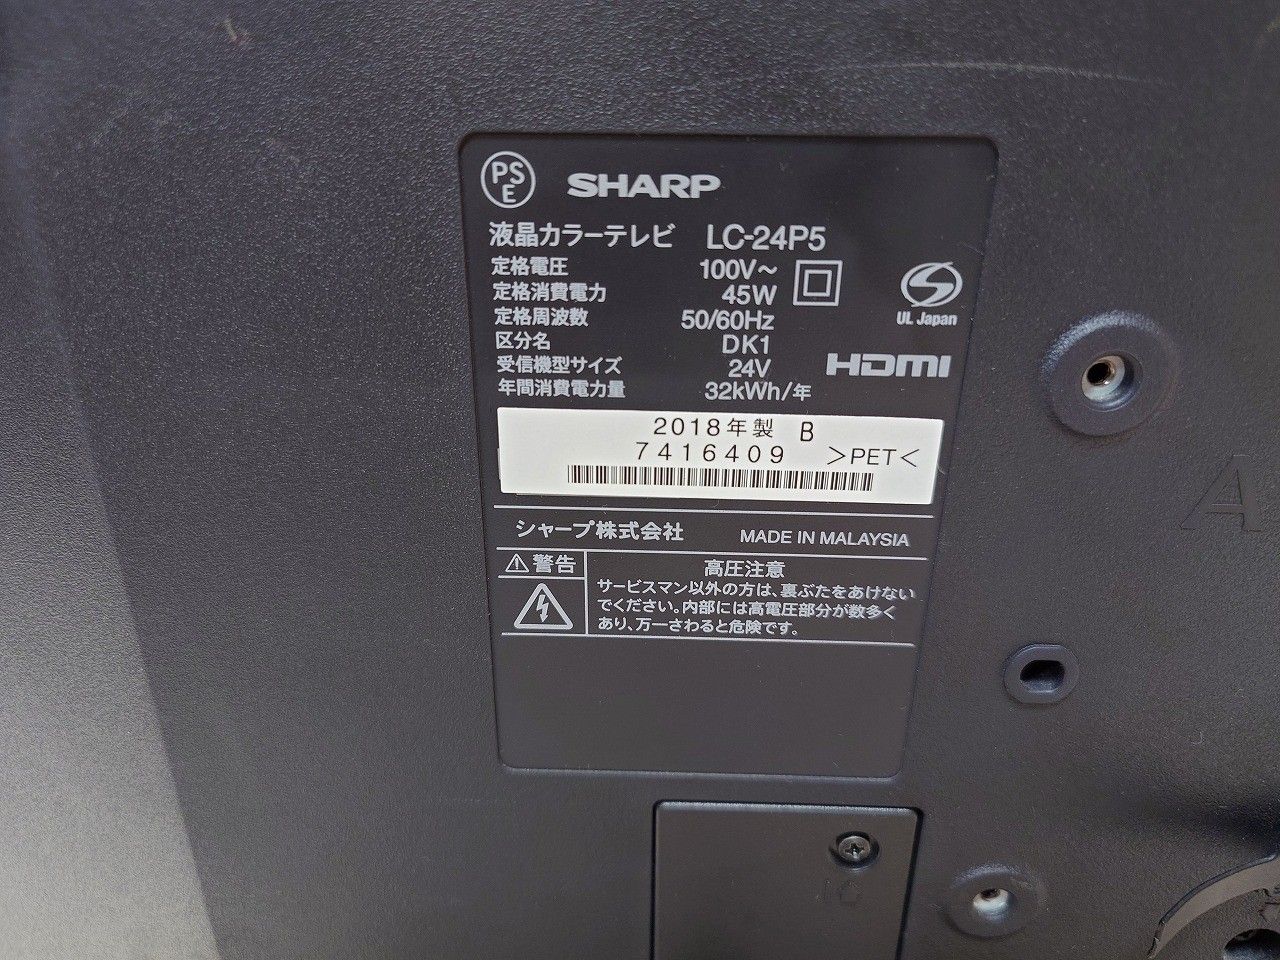 PS
E
SHARP
液晶カラーテレビ LC-24P5
定格電圧 100V~
定格消費電力 45W
定格周波数 50/60Hz
区分名 DK1
受信機型サイズ 24V
年間消費電力量 32kWh/年
UL Japan
HDMI
2018年製 B
7416409 >PET<
シャープ株式会社 MADE IN MALAYSIA
警告
高圧注意
サービスマン以外の方は、裏ぶたをあけない
でください。内部には高電圧部分が数多く
あり、万一さわると危険です。
A